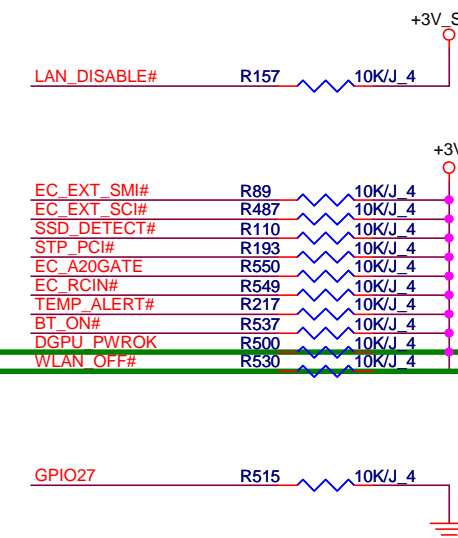 +3V_S
LAN_DISABLE# R157 10K/J_4
+3V
EC_EXT_SMI# R89 10K/J_4
EC_EXT_SCI# R487 10K/J_4
SSD_DETECT# R110 10K/J_4
STP_PCI# R193 10K/J_4
EC_A20GATE R550 10K/J_4
EC_RCIN# R549 10K/J_4
TEMP_ALERT# R217 10K/J_4
BT_ON# R537 10K/J_4
DGPU_PWROK R500 10K/J_4
WLAN_OFF# R530 10K/J_4
GPIO27 R515 10K/J_4